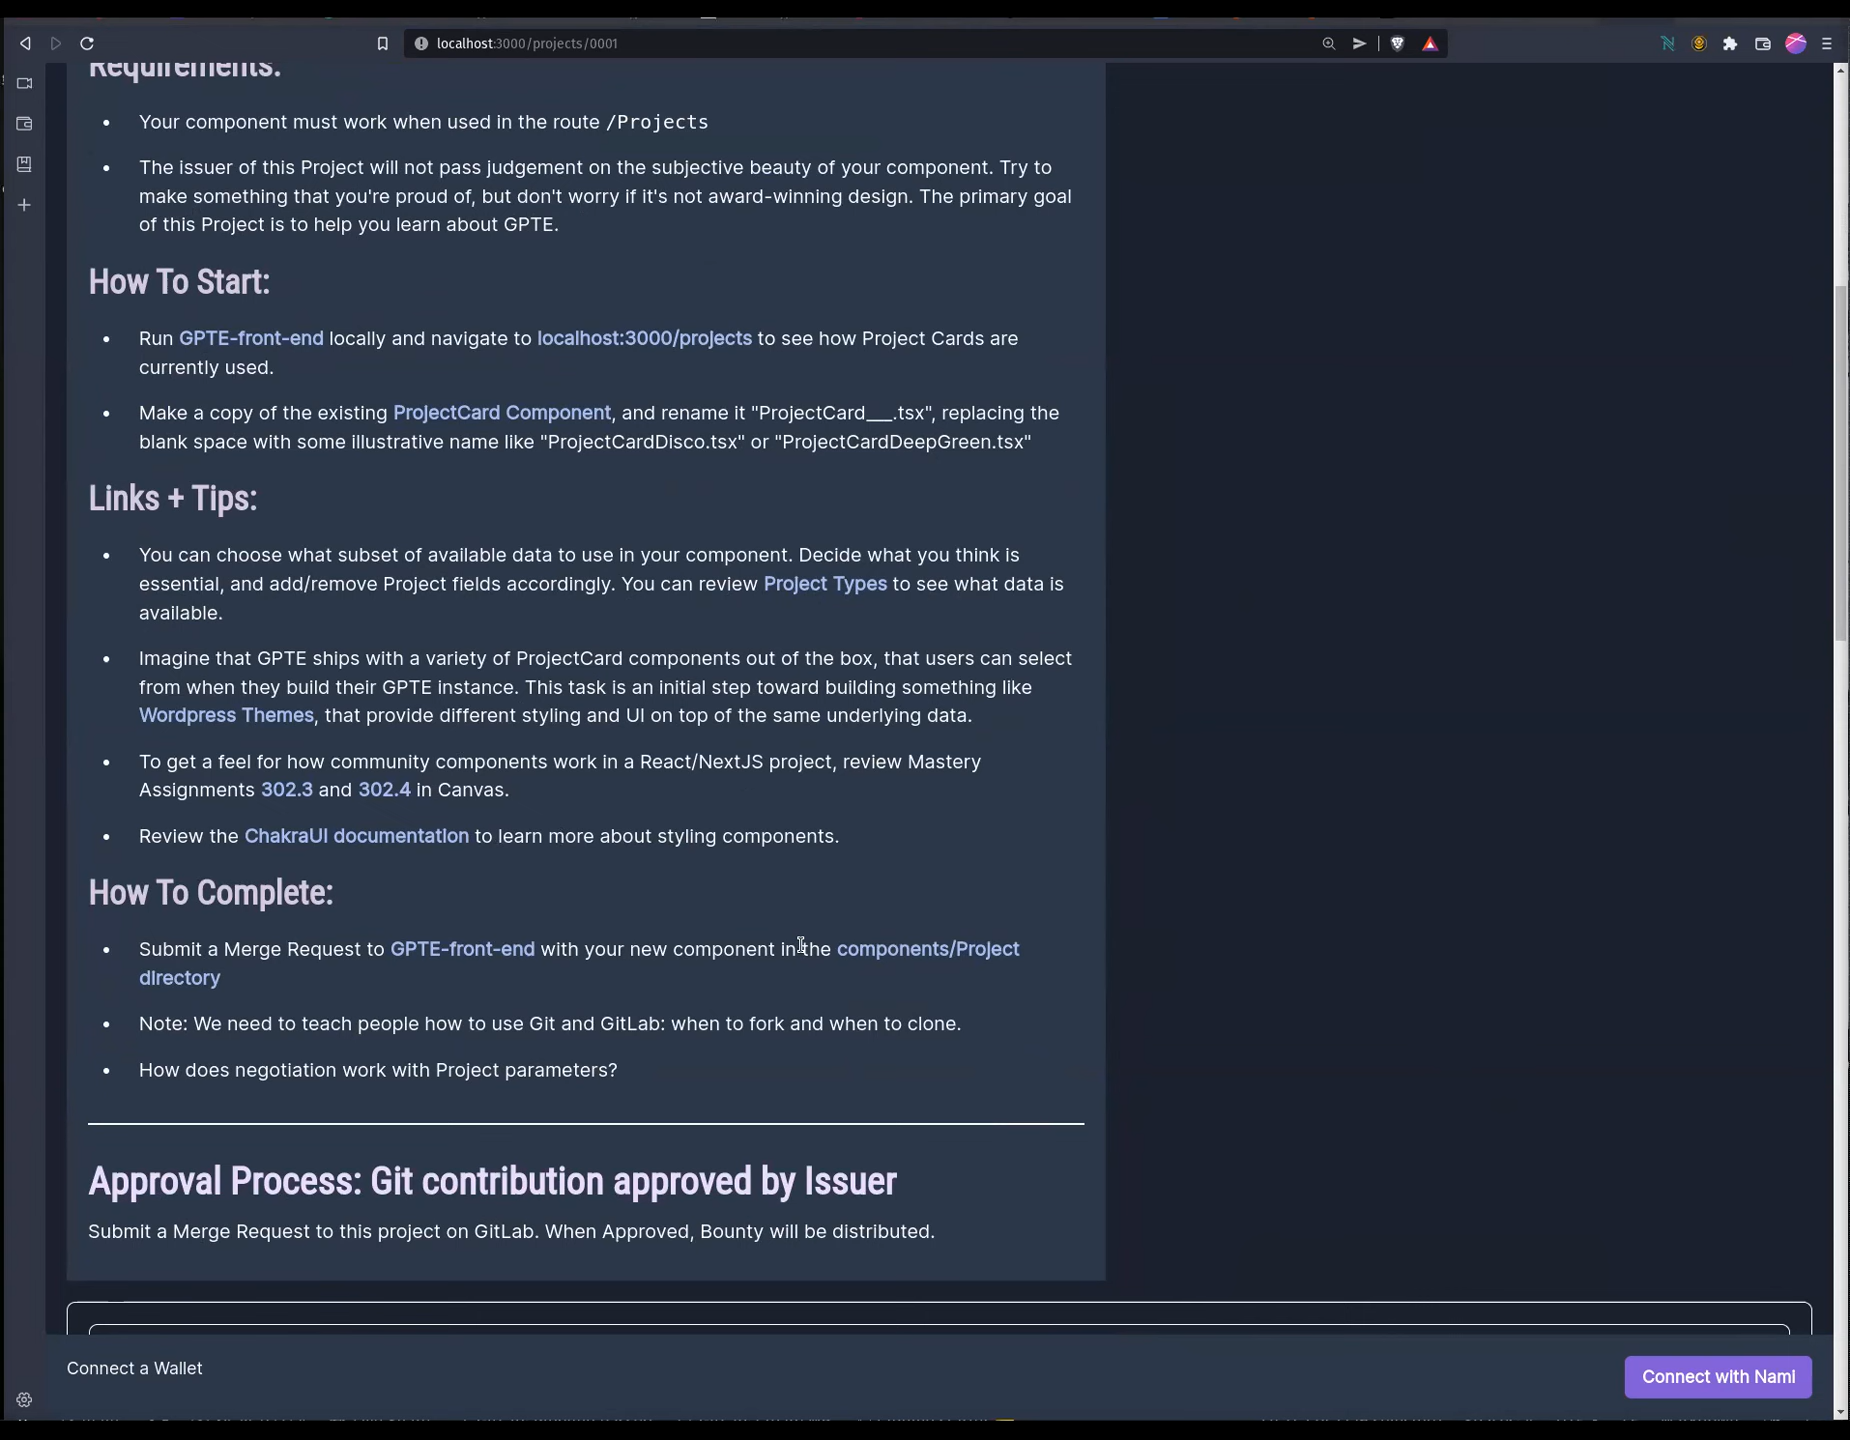 localhost:3000/projects/0001
Requirements:
• Your component must work when used in the route /Projects
• The issuer of this Project will not pass judgement on the subjective beauty of your component. Try to
make something that you're proud of, but don't worry if it's not award-winning design. The primary goal
of this Project is to help you learn about GPTE.
How To Start:
• Run GPTE-front-end locally and navigate to localhost:3000/projects to see how Project Cards are
currently used.
• Make a copy of the existing ProjectCard Component, and rename it "ProjectCard___.tsx", replacing the
blank space with some illustrative name like "ProjectCardDisco.tsx" or "ProjectCardDeepGreen.tsx"
Links + Tips:
• You can choose what subset of available data to use in your component. Decide what you think is
essential, and add/remove Project fields accordingly. You can review Project Types to see what data is
available.
• Imagine that GPTE ships with a variety of ProjectCard components out of the box, that users can select
from when they build their GPTE instance. This task is an initial step toward building something like
Wordpress Themes, that provide different styling and UI on top of the same underlying data.
• To get a feel for how community components work in a React/NextJS project, review Mastery
Assignments 302.3 and 302.4 in Canvas.
• Review the ChakraUI documentation to learn more about styling components.
How To Complete:
• Submit a Merge Request to GPTE-front-end with your new component in the components/Project
directory
• Note: We need to teach people how to use Git and GitLab: when to fork and when to clone.
• How does negotiation work with Project parameters?
Approval Process: Git contribution approved by Issuer
Submit a Merge Request to this project on GitLab. When Approved, Bounty will be distributed.
Connect a Wallet
Connect with Nami